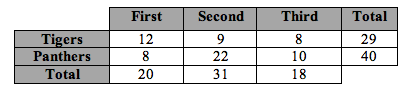 First Second Third Total
Tigers 12 9 8 29
Panthers 8 22 10 40
Total 20 31 18